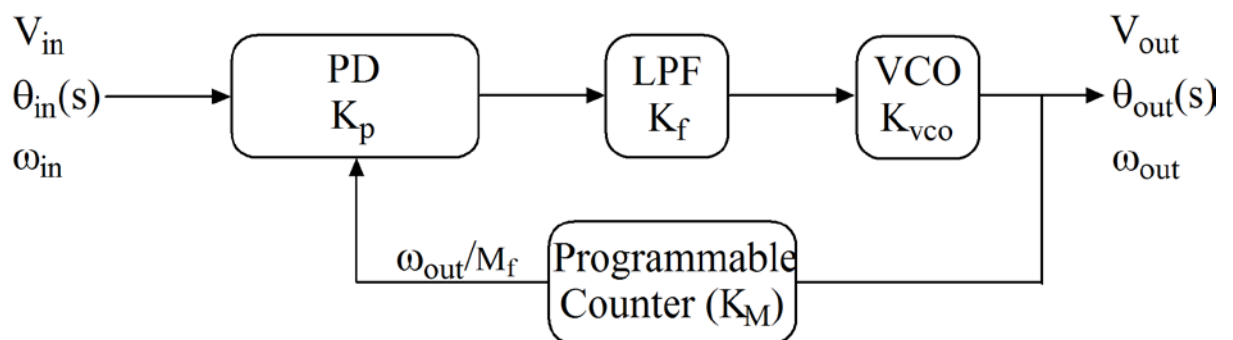 V_in
θ_in(s)
ω_in
PD
K_p
LPF
K_f
VCO
K_vco
V_out
θ_out(s)
ω_out
ω_out/M_f
Programmable
Counter (K_M)